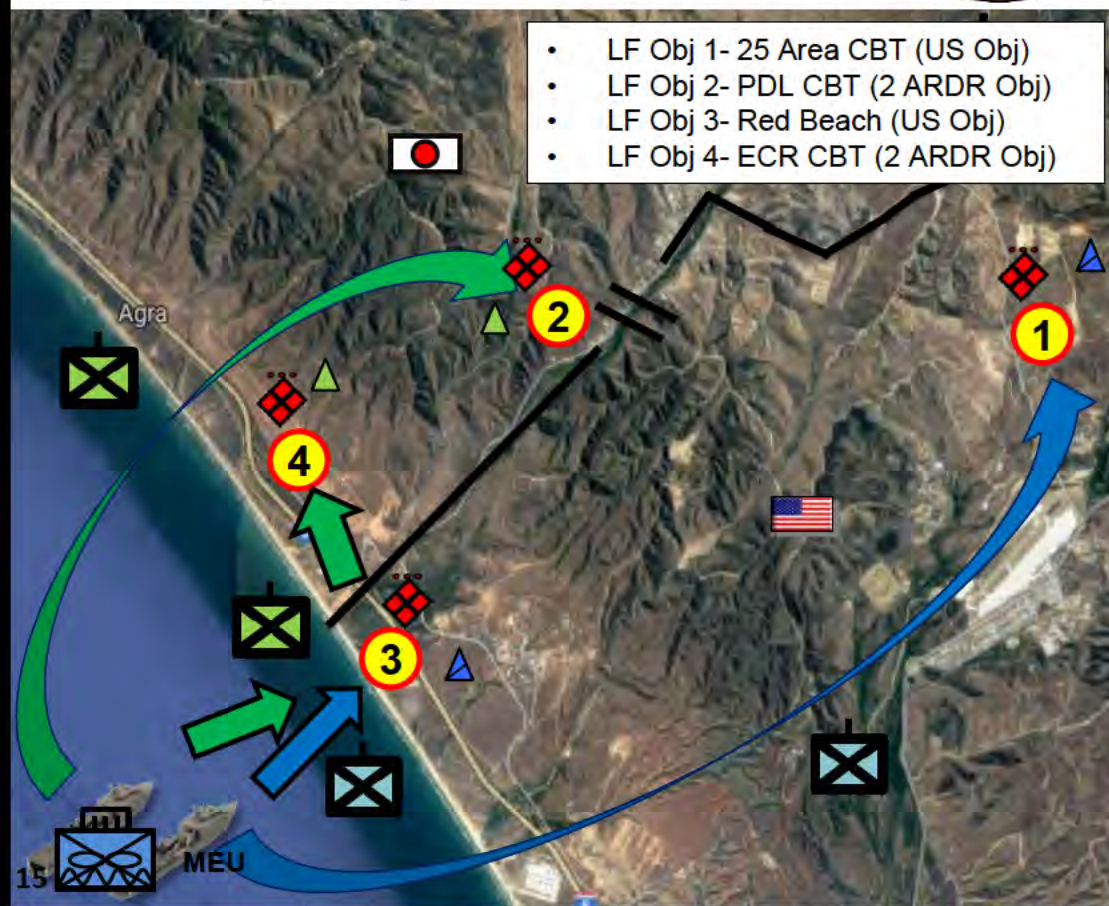 • LF Obj 1- 25 Area CBT (US Obj)
• LF Obj 2- PDL CBT (2 ARDR Obj)
• LF Obj 3- Red Beach (US Obj)
• LF Obj 4- ECR CBT (2 ARDR Obj)
Agra
2
1
4
3
15 MEU